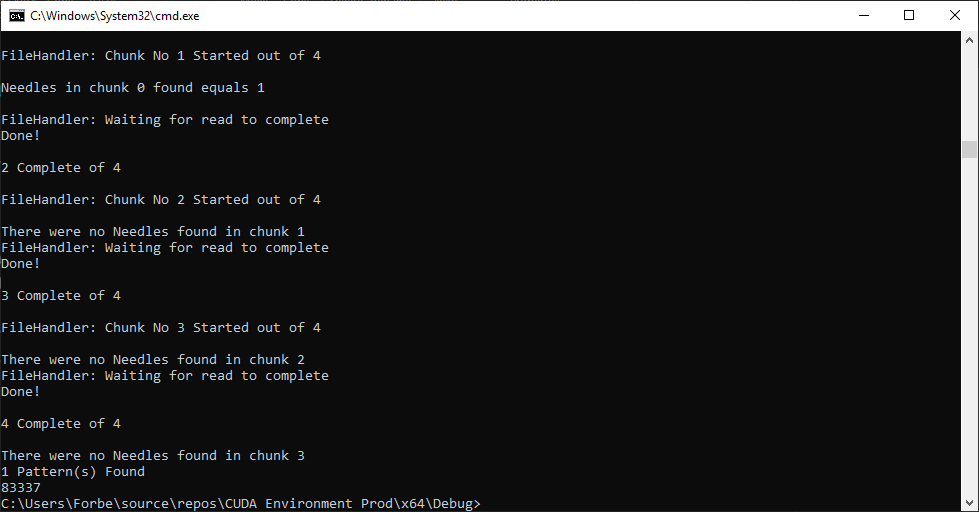 C:\Windows\System32\cmd.exe
FileHandler: Chunk No 1 Started out of 4
Needles in chunk 0 found equals 1
FileHandler: Waiting for read to complete
Done!
2 Complete of 4
FileHandler: Chunk No 2 Started out of 4
There were no Needles found in chunk 1
FileHandler: Waiting for read to complete
Done!
3 Complete of 4
FileHandler: Chunk No 3 Started out of 4
There were no Needles found in chunk 2
FileHandler: Waiting for read to complete
Done!
4 Complete of 4
There were no Needles found in chunk 3
1 Pattern(s) Found
83337
C:\Users\Forbe\source\repos\CUDA Environment Prod\x64\Debug>